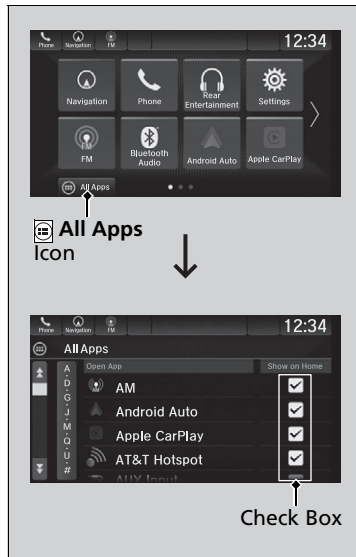 Phone Navigation FM 12:34
Navigation Phone Rear Entertainment Settings
FM Bluetooth Audio Android Auto Apple CarPlay
All Apps
All Apps
Icon
Phone Navigation FM 12:34
All Apps
Open App Show on Home
A
D
G
J
M
Q
U
#
AM
Android Auto
Apple CarPlay
AT&T Hotspot
AUX Input
Check Box